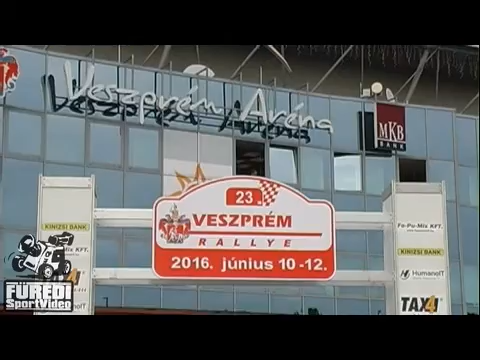 Veszprém Aréna
MKB
BANK
23.
VESZPRÉM
RALLYE
2016. június 10-12.
KINIZSI BANK
Fe-Pu-Mix KFT.
KINIZSI BANK
HumanoIT
TAX4
FÜREDI
SportVideo